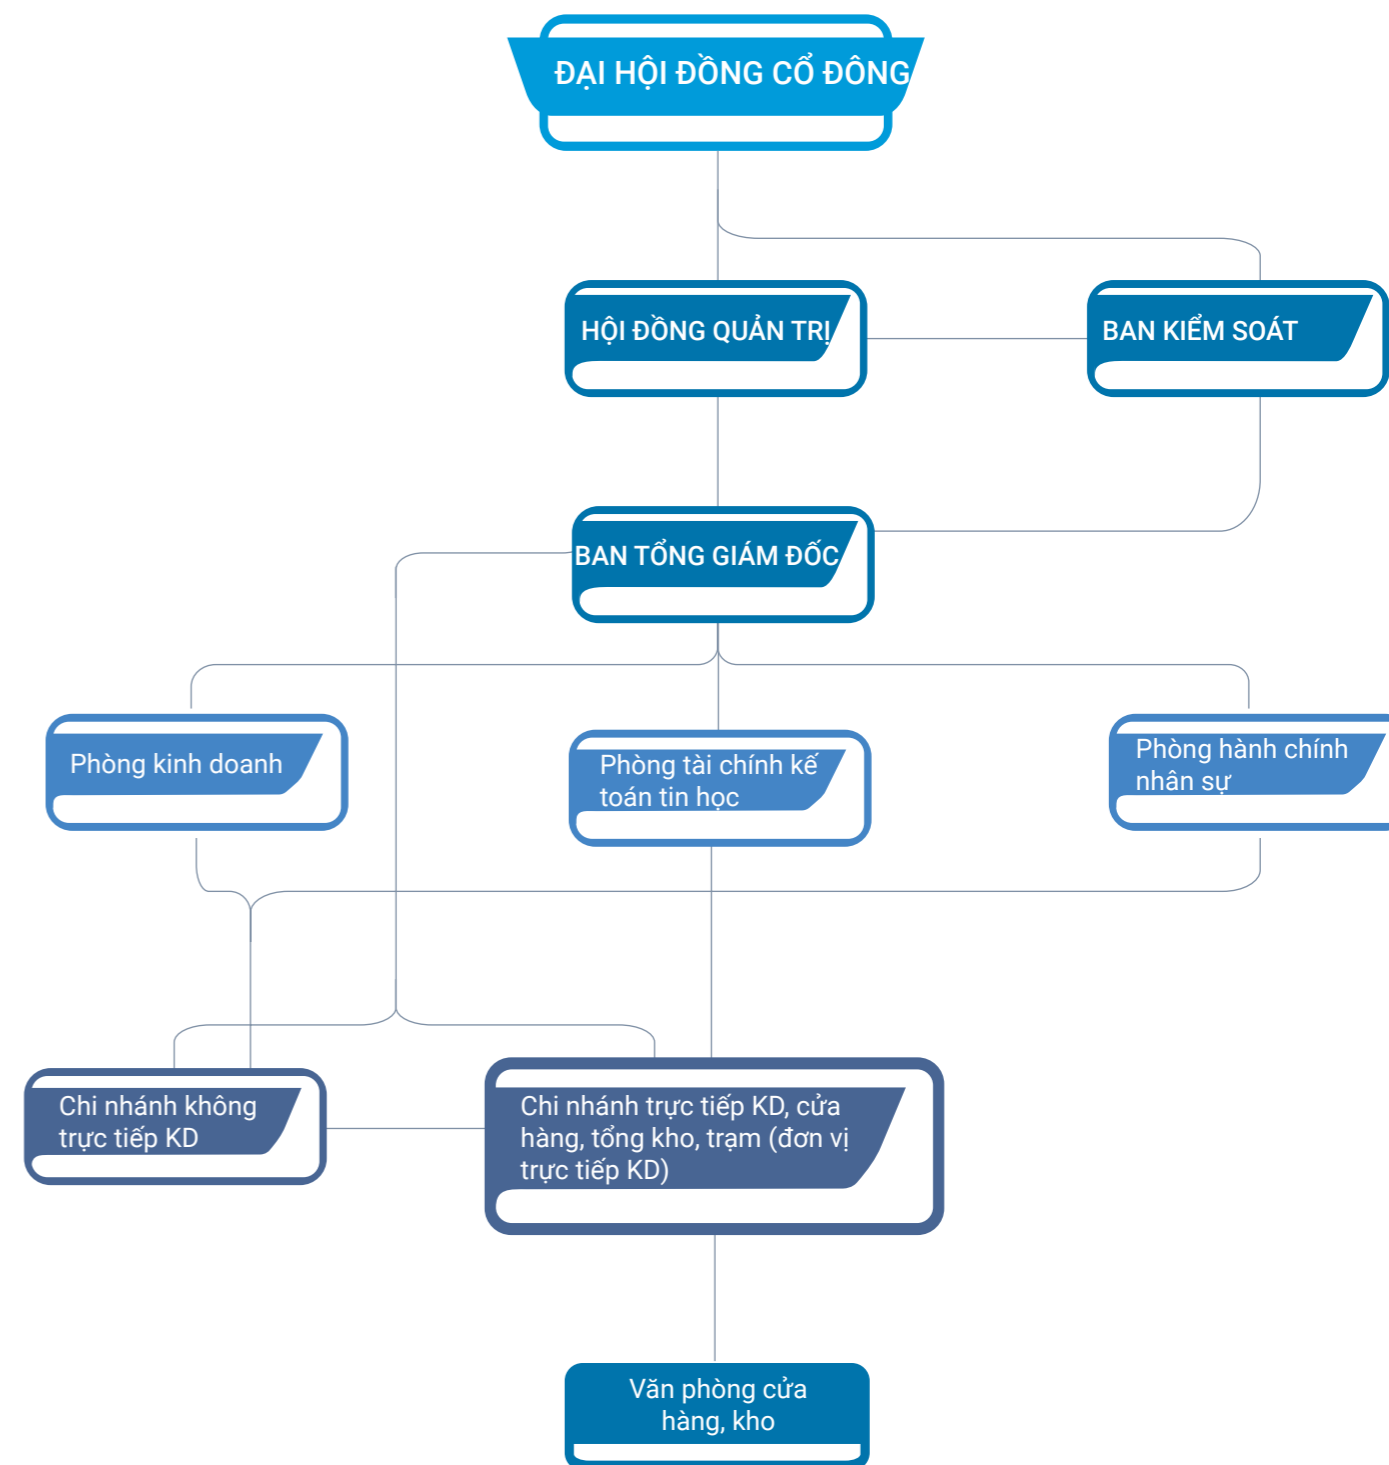 ĐẠI HỘI ĐỒNG CỔ ĐÔNG
HỘI ĐỒNG QUẢN TRỊ
BAN KIỂM SOÁT
BAN TỔNG GIÁM ĐỐC
Phòng kinh doanh
Phòng tài chính kế
toán tin học
Phòng hành chính
nhân sự
Chi nhánh không
trực tiếp KD
Chi nhánh trực tiếp KD, cửa
hàng, tổng kho, trạm (đơn vị
trực tiếp KD)
Văn phòng cửa
hàng, kho